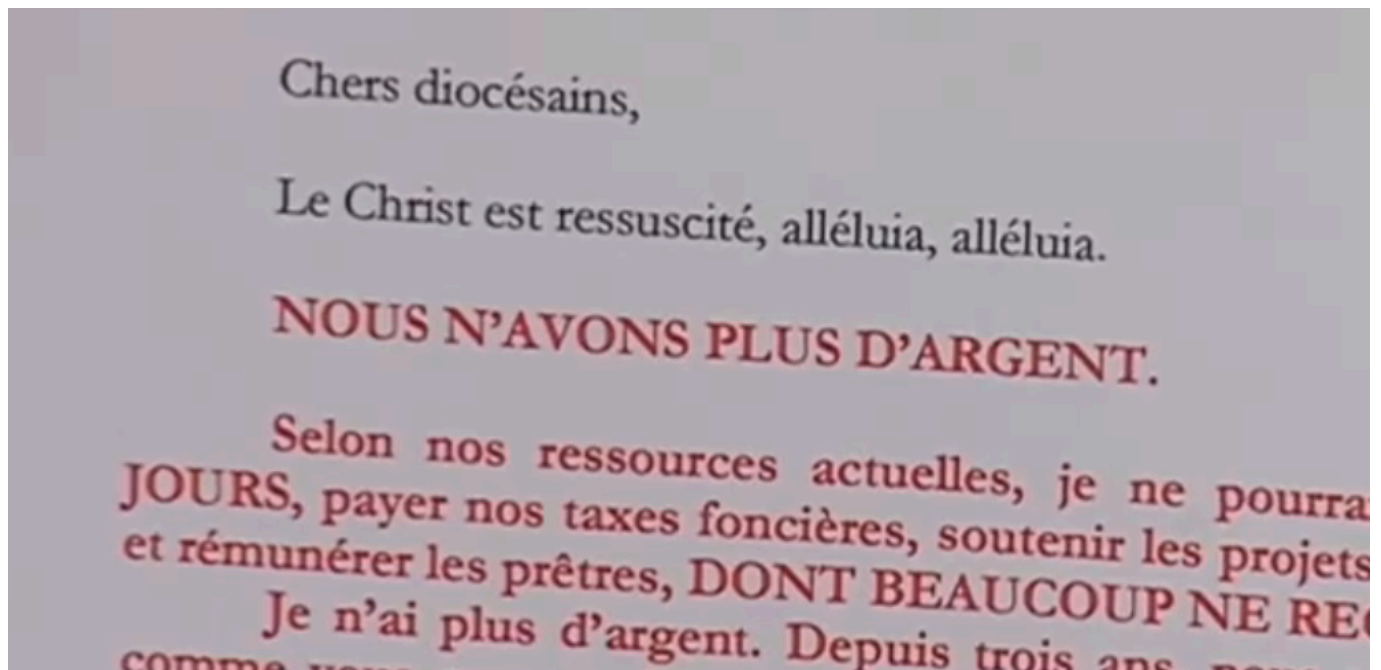 Chers diocésains,
Le Christ est ressuscité, alléluia, alléluia.
NOUS N'AVONS PLUS D'ARGENT.
Selon nos ressources actuelles, je ne
JOURS, payer nos taxes foncières, soutenir les projets
et rémunérer les prêtres, DONT BEAUCOUP NE
Je n'ai plus d'argent. Depuis trois ans,
comme